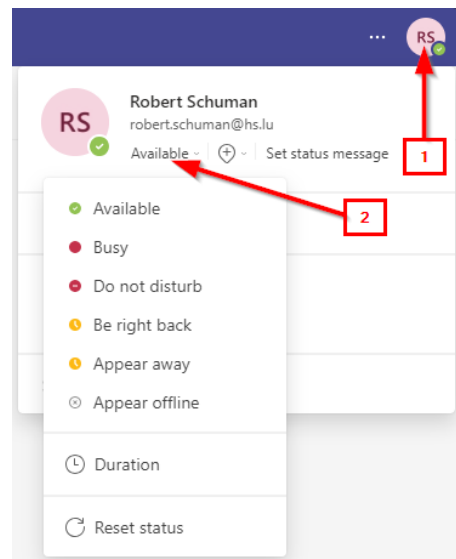 RS
RS
Robert Schuman
robert.schuman@hs.lu
Available
Set status message
1
2
Available
Busy
Do not disturb
Be right back
Appear away
Appear offline
Duration
Reset status